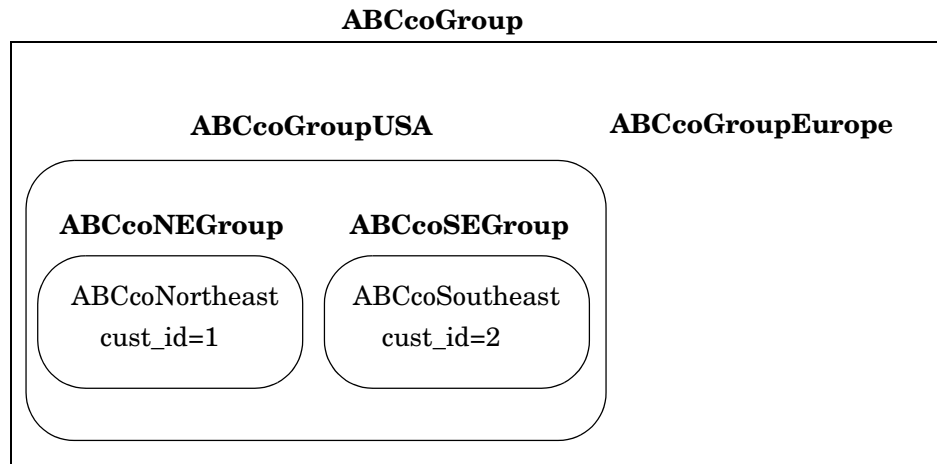 ABCcoGroup
ABCcoGroupUSA
ABCcoGroupEurope
ABCcoNEGroup
ABCcoSEGroup
ABCcoNortheast
cust_id=1
ABCcoSoutheast
cust_id=2